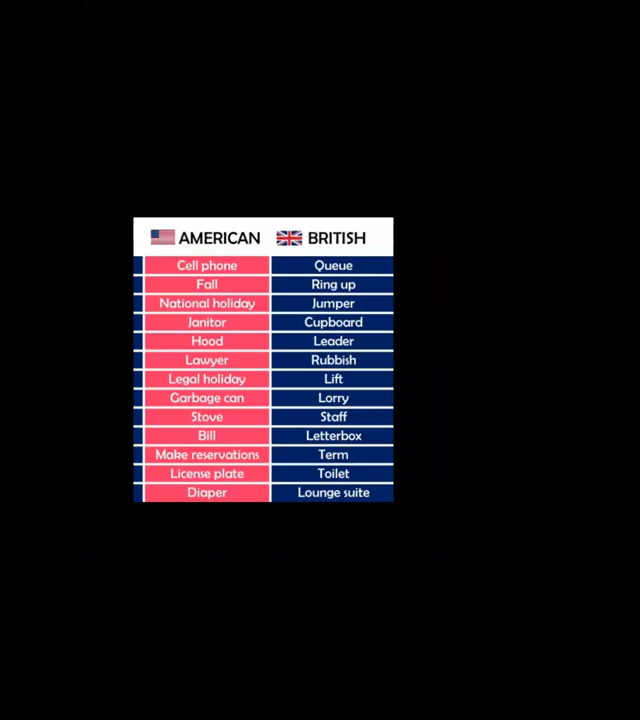 AMERICAN BRITISH
Cell phone Queue
Fall Ring up
National holiday Jumper
Janitor Cupboard
Hood Leader
Lawyer Rubbish
Legal holiday Lift
Garbage can Lorry
Stove Staff
Bill Letterbox
Make reservations Term
License plate Toilet
Diaper Lounge suite